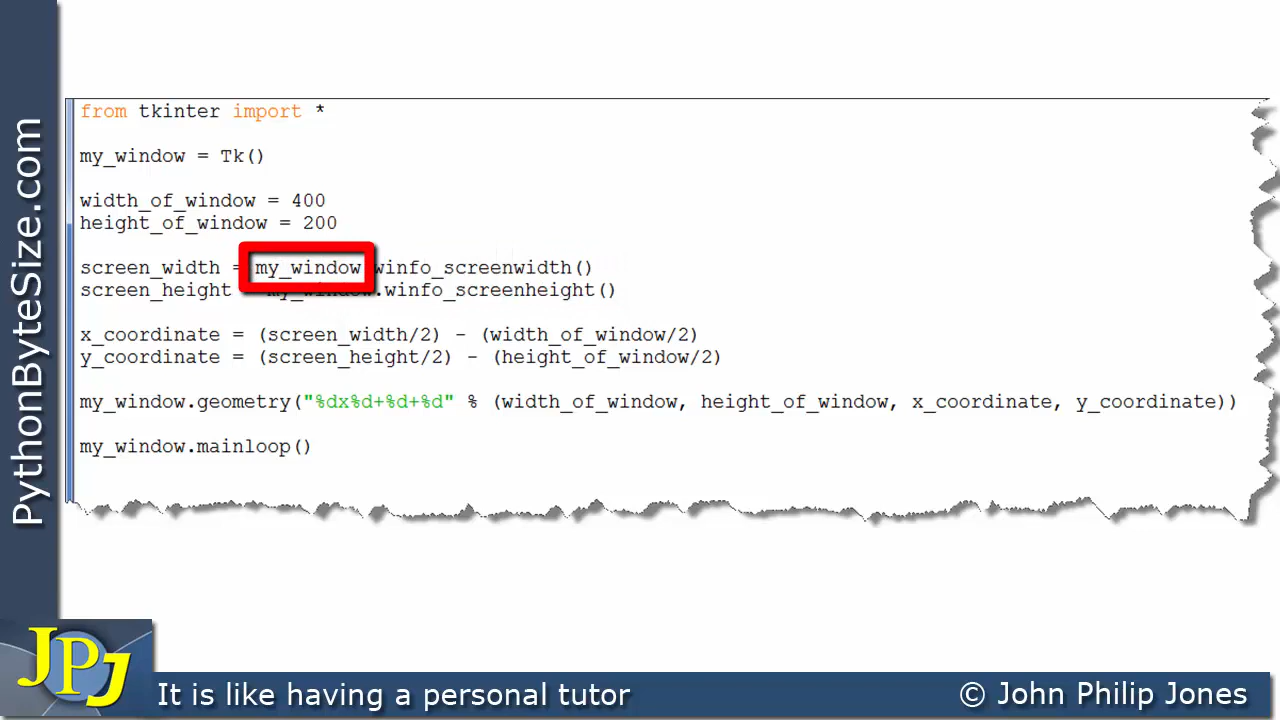 PythonByteSize.com
from tkinter import *
my_window = Tk()
width_of_window = 400
height_of_window = 200
screen_width = my_window.winfo_screenwidth()
screen_height = my_window.winfo_screenheight()
x_coordinate = (screen_width/2) - (width_of_window/2)
y_coordinate = (screen_height/2) - (height_of_window/2)
my_window.geometry("%dx%d+%d+%d" % (width_of_window, height_of_window, x_coordinate, y_coordinate))
my_window.mainloop()
JPJ
It is like having a personal tutor
© John Philip Jones